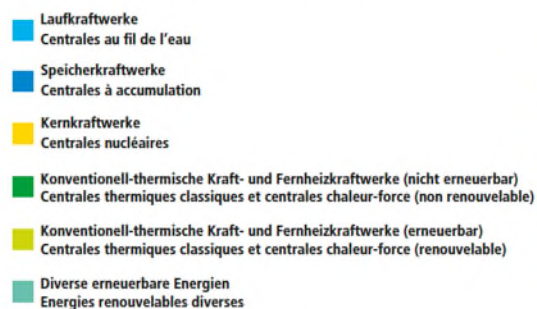 Laufkraftwerke
Centrales au fil de l'eau
Speicherkraftwerke
Centrales à accumulation
Kernkraftwerke
Centrales nucléaires
Konventionell-thermische Kraft- und Fernheizkraftwerke (nicht erneuerbar)
Centrales thermiques classiques et centrales chaleur-force (non renouvelable)
Konventionell-thermische Kraft- und Fernheizkraftwerke (erneuerbar)
Centrales thermiques classiques et centrales chaleur-force (renouvelable)
Diverse erneuerbare Energien
Energies renouvelables diverses